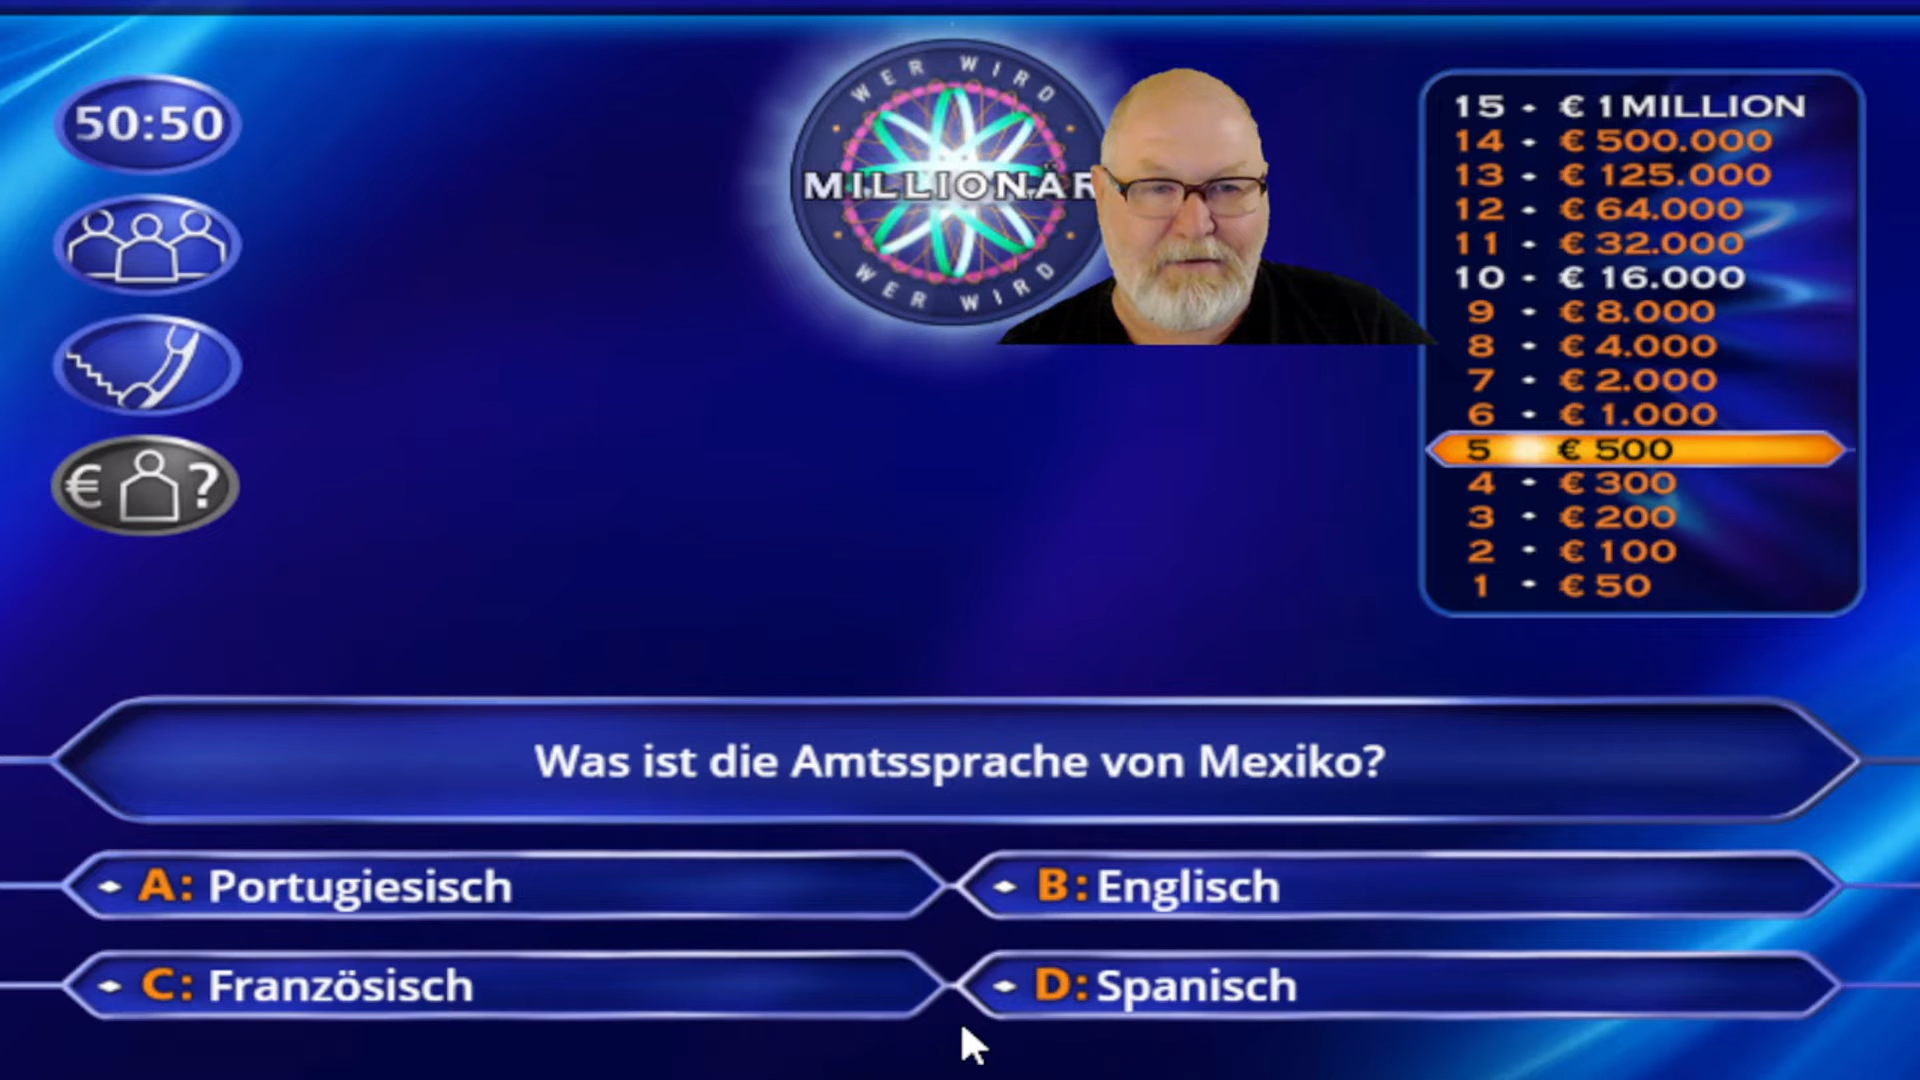 50:50
€ ?
WER WIRD
MILLIONÄR
WER WIRD
15 · € 1 MILLION
14 · € 500.000
13 · € 125.000
12 · € 64.000
11 · € 32.000
10 · € 16.000
9 · € 8.000
8 · € 4.000
7 · € 2.000
6 · € 1.000
5 € 500
4 · € 300
3 · € 200
2 · € 100
1 · € 50
Was ist die Amtssprache von Mexiko?
A: Portugiesisch
B: Englisch
C: Französisch
D: Spanisch